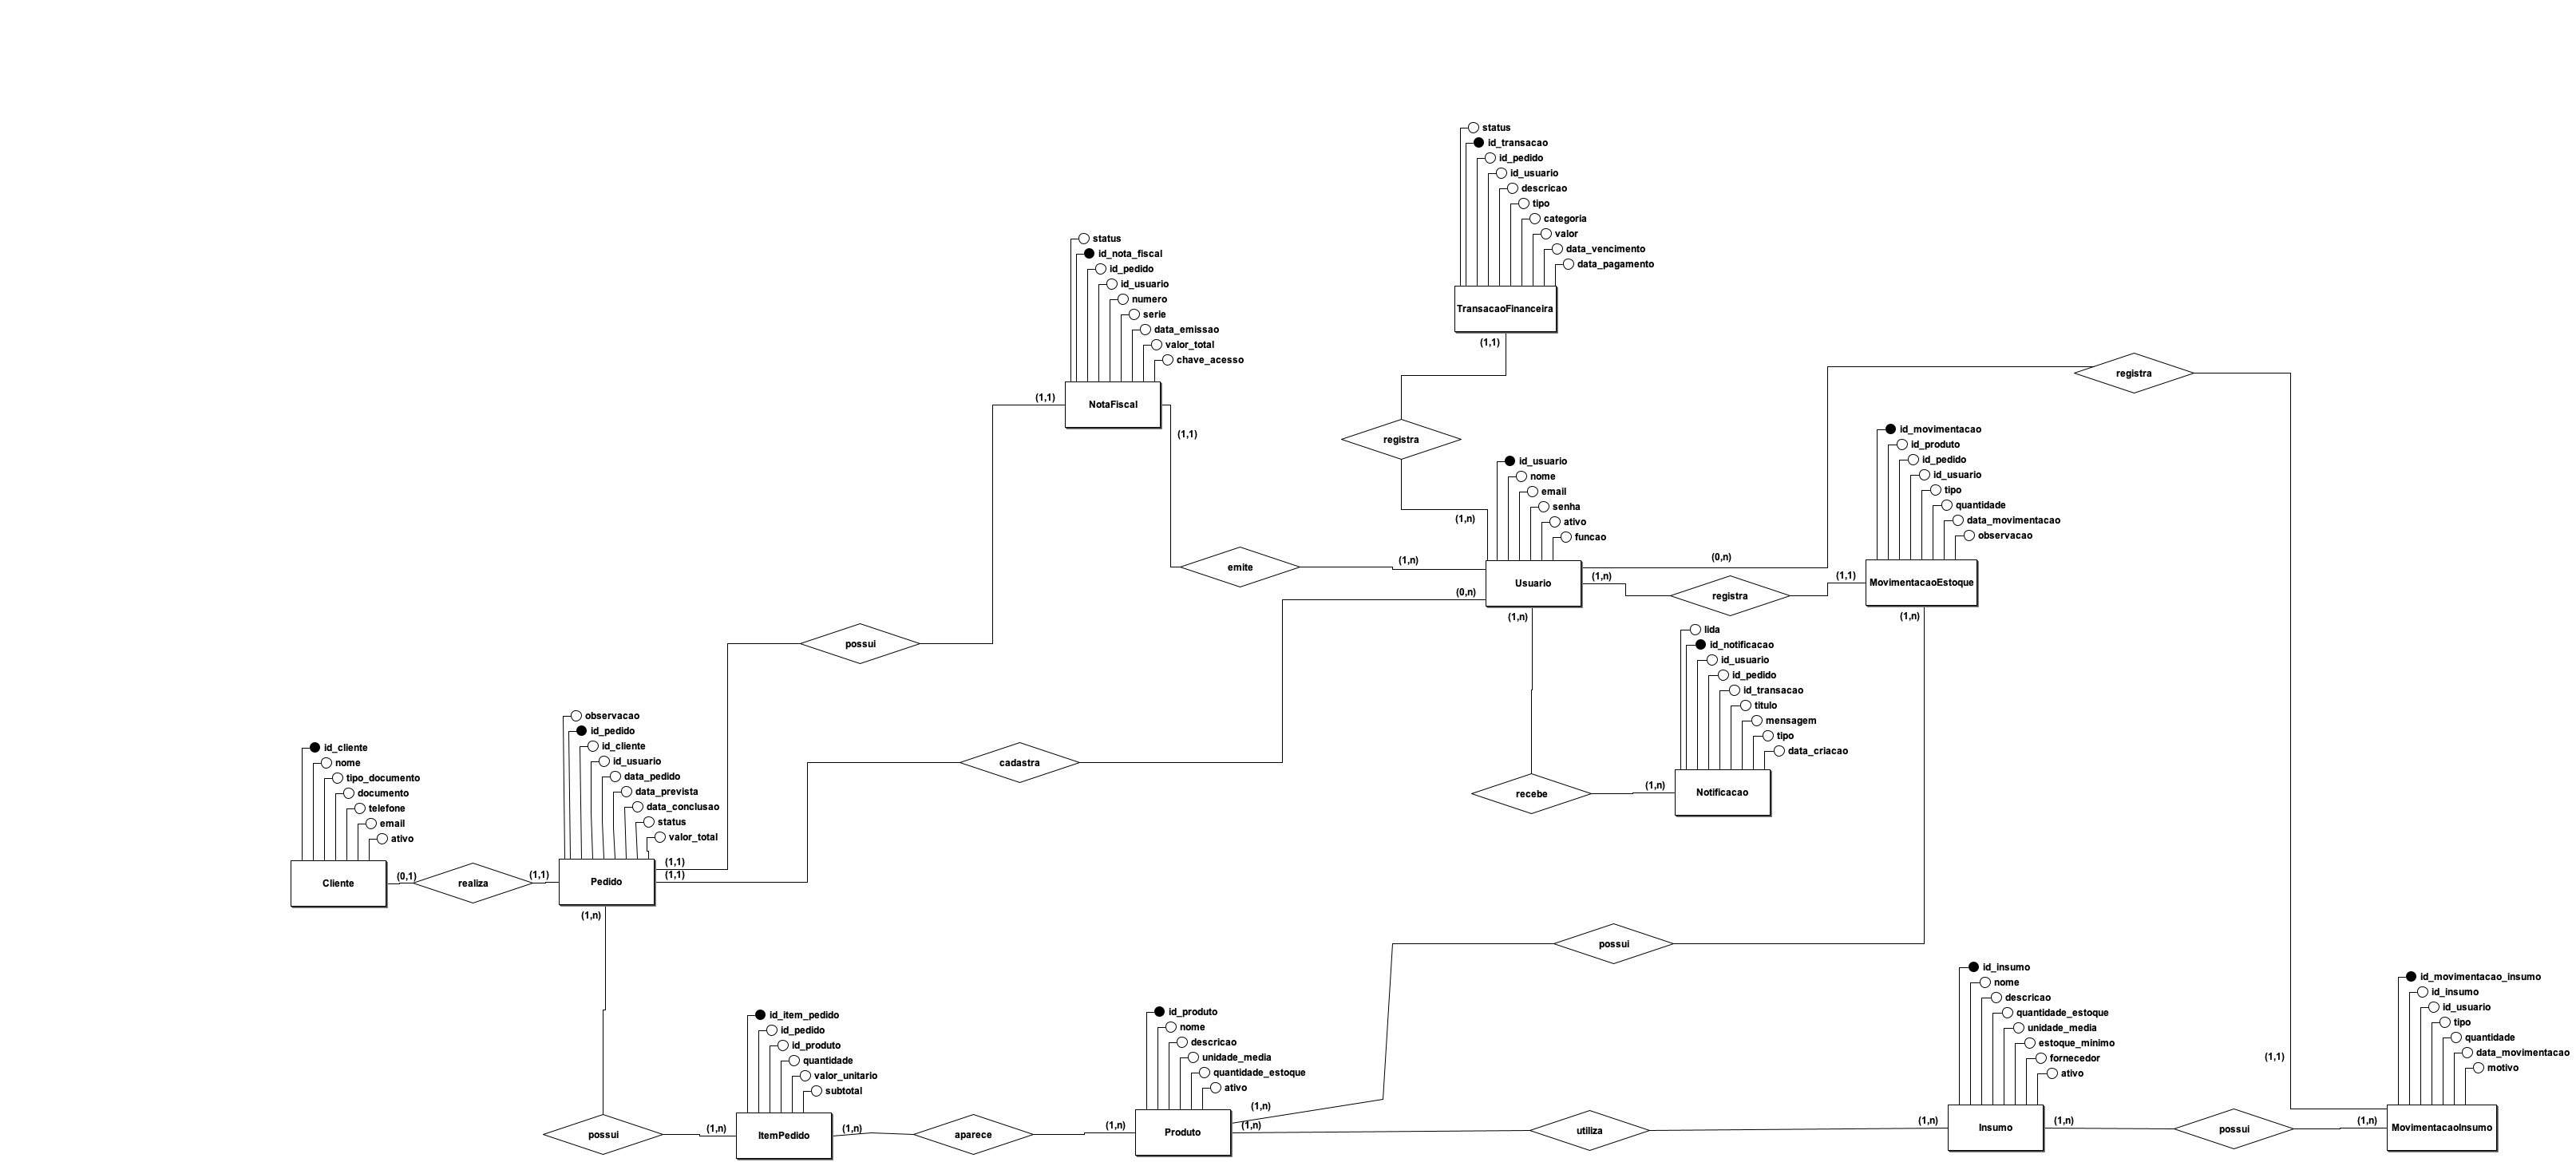 status
id_transacao
id_pedido
id_usuario
descricao
tipo
categoria
valor
data_vencimento
data_pagamento
TransacaoFinanceira
(1,1)
registra
(1,n)
status
id_nota_fiscal
id_pedido
id_usuario
numero
serie
data_emissao
valor_total
chave_acesso
NotaFiscal
(1,1)
(1,1)
emite
(1,n)
id_usuario
nome
email
senha
ativo
funcao
Usuario
(0,n)
(1,n)
(0,n)
(1,n)
registra
registra
(1,1)
id_movimentacao
id_produto
id_pedido
id_usuario
tipo
quantidade
data_movimentacao
observacao
MovimentacaoEstoque
(1,n)
possui
cadastra
lida
id_notificacao
id_usuario
id_pedido
id_transacao
titulo
mensagem
tipo
data_criacao
Notificacao
recebe
(1,n)
id_cliente
nome
tipo_documento
documento
telefone
email
ativo
Cliente
(0,1)
realiza
(1,1)
observacao
id_pedido
id_cliente
id_usuario
data_pedido
data_prevista
data_conclusao
status
valor_total
Pedido
(1,1)
(1,1)
(1,n)
possui
possui
(1,n)
id_item_pedido
id_pedido
id_produto
quantidade
valor_unitario
subtotal
ItemPedido
(1,n)
aparece
(1,n)
id_produto
nome
descricao
unidade_media
quantidade_estoque
ativo
Produto
(1,n)
(1,n)
utiliza
(1,n)
id_insumo
nome
descricao
quantidade_estoque
unidade_media
estoque_minimo
fornecedor
ativo
Insumo
(1,n)
possui
(1,n)
(1,1)
id_movimentacao_insumo
id_insumo
id_usuario
tipo
quantidade
data_movimentacao
motivo
MovimentacaoInsumo